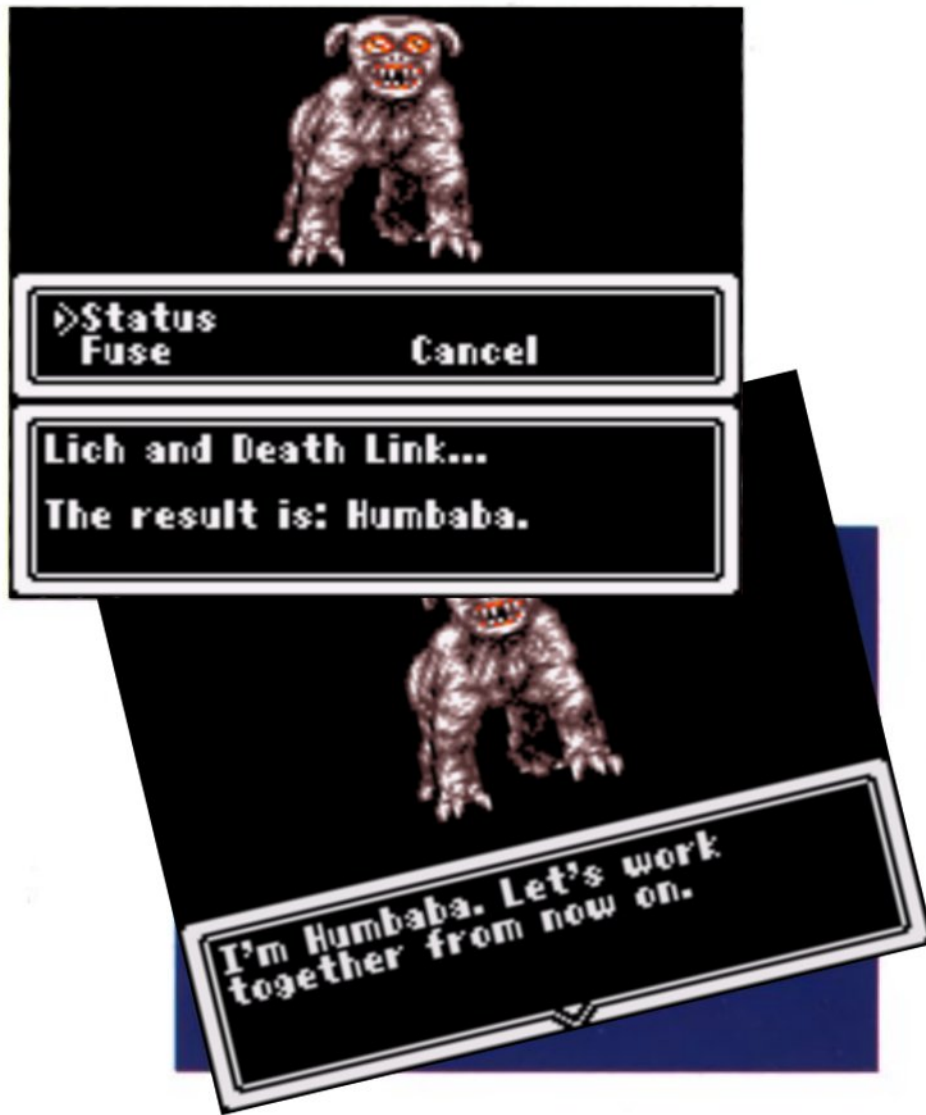 Status
Fuse Cancel
Lich and Death Link...
The result is: Humbaba.
I'm Humbaba. Let's work
together from now on.